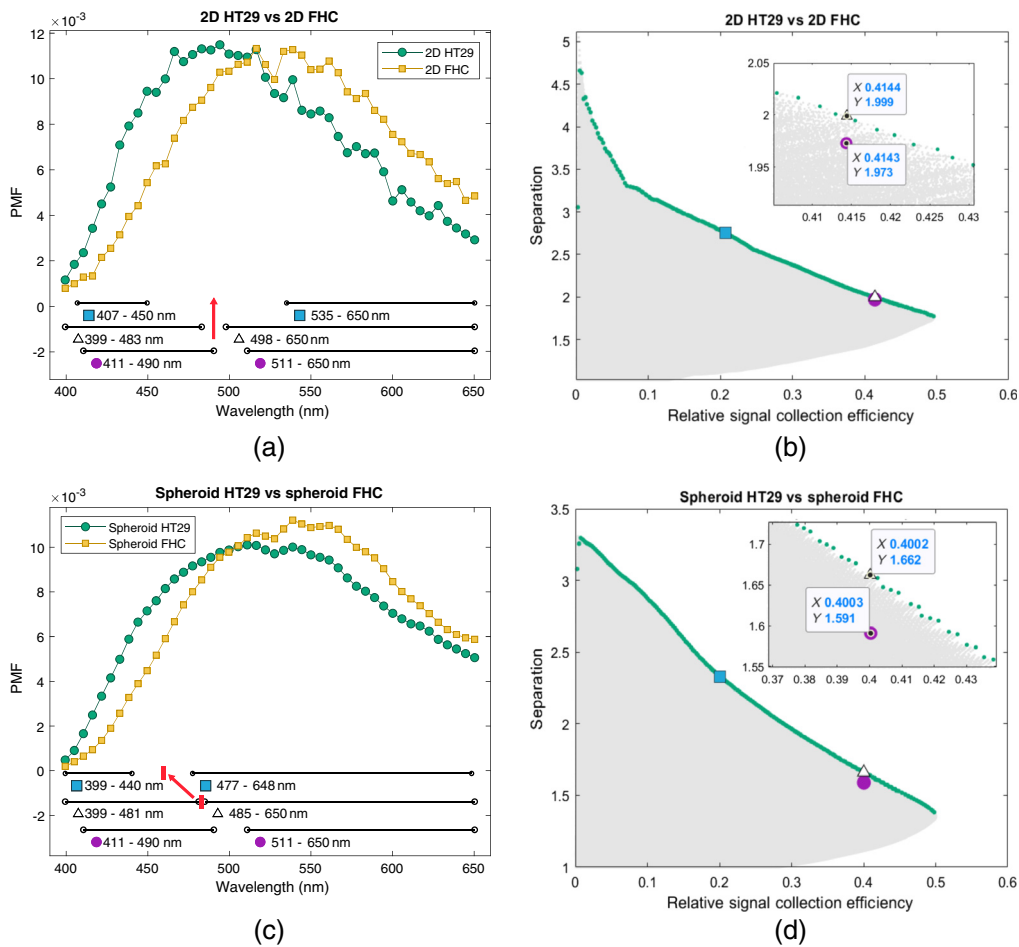 2D HT29 vs 2D FHC
×10⁻³
12
10
8
6
4
2
0
-2
PMF
2D HT29
2D FHC
407 - 450 nm
535 - 650 nm
399 - 483 nm
498 - 650 nm
411 - 490 nm
511 - 650 nm
400 450 500 550 600 650
Wavelength (nm)
(a)
2D HT29 vs 2D FHC
5
4.5
4
3.5
3
2.5
2
1.5
Separation
2.05
2
1.95
X 0.4144
Y 1.999
X 0.4143
Y 1.973
0.41 0.415 0.42 0.425 0.43
0 0.1 0.2 0.3 0.4 0.5 0.6
Relative signal collection efficiency
(b)
Spheroid HT29 vs spheroid FHC
×10⁻³
10
8
6
4
2
0
-2
PMF
Spheroid HT29
Spheroid FHC
399 - 440 nm
477 - 648 nm
399 - 481 nm
485 - 650 nm
411 - 490 nm
511 - 650 nm
400 450 500 550 600 650
Wavelength (nm)
(c)
Spheroid HT29 vs spheroid FHC
3.5
3
2.5
2
1.5
1
Separation
1.7
1.65
1.6
1.55
X 0.4002
Y 1.662
X 0.4003
Y 1.591
0.37 0.38 0.39 0.4 0.41 0.42 0.43
0 0.1 0.2 0.3 0.4 0.5 0.6
Relative signal collection efficiency
(d)